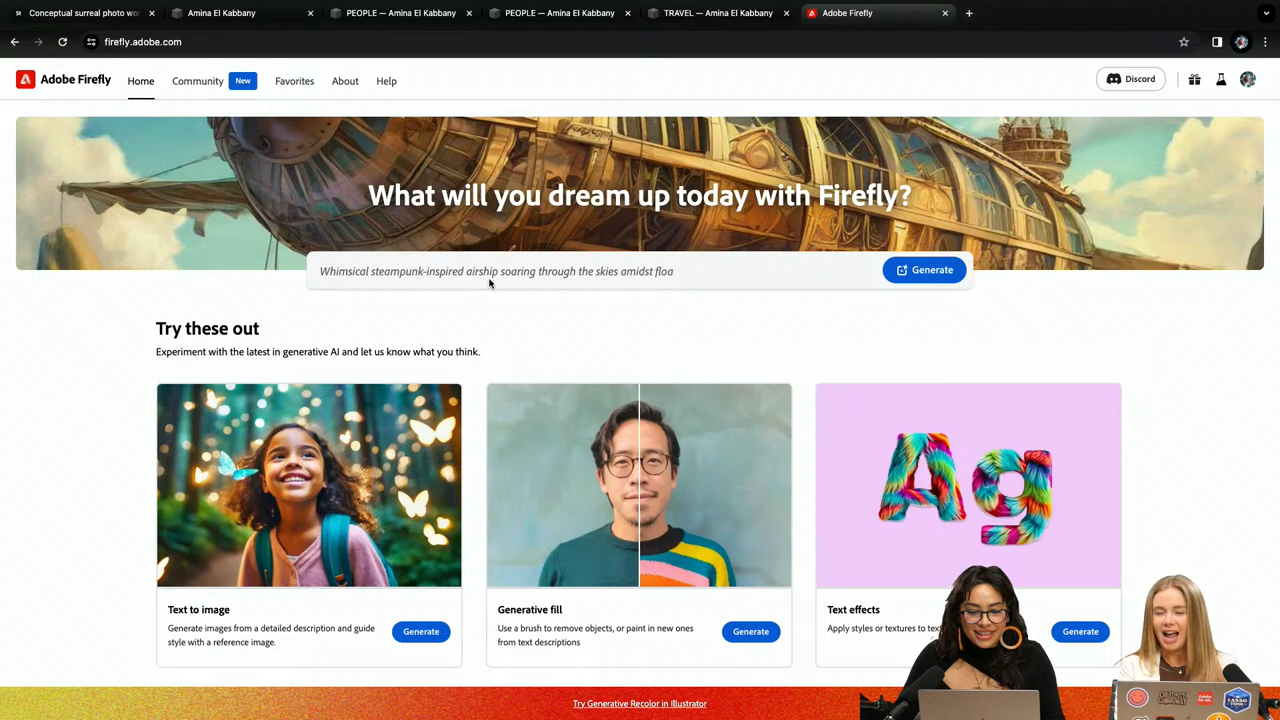 Conceptual surreal photo wor
Amina El Kabbany
PEOPLE — Amina El Kabbany
PEOPLE — Amina El Kabbany
TRAVEL — Amina El Kabbany
Adobe Firefly
firefly.adobe.com
Adobe Firefly
Home
Community
New
Favorites
About
Help
Discord
What will you dream up today with Firefly?
Whimsical steampunk-inspired airship soaring through the skies amidst floa
Generate
Try these out
Experiment with the latest in generative AI and let us know what you think.
Ag
Text to image
Generate images from a detailed description and guide
style with a reference image.
Generate
Generative fill
Use a brush to remove objects, or paint in new ones
from text descriptions
Generate
Text effects
Apply styles or textures to
Generate
Try Generative Recolor in Illustrator